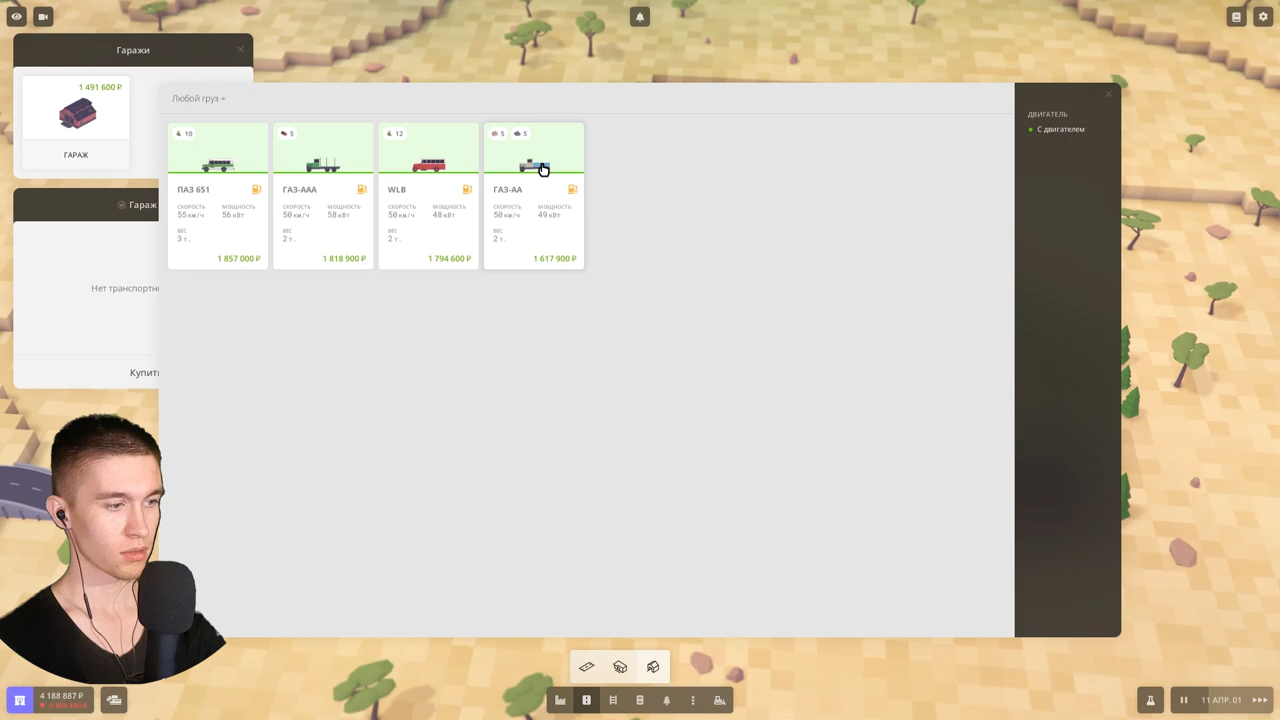 Гаражи
1 491 600 ₽
ГАРАЖ
Гараж
Нет транспортн
Купить
Любой груз
10
ПАЗ 651
СКОРОСТЬ МОЩНОСТЬ
55 км/ч 56 кВт
ВЕС
3 т.
1 857 000 ₽
5
ГАЗ-ААА
СКОРОСТЬ МОЩНОСТЬ
50 км/ч 58 кВт
ВЕС
2 т.
1 818 900 ₽
12
WLB
СКОРОСТЬ МОЩНОСТЬ
50 км/ч 48 кВт
ВЕС
2 т.
1 794 600 ₽
5 5
ГАЗ-АА
СКОРОСТЬ МОЩНОСТЬ
50 км/ч 49 кВт
ВЕС
2 т.
1 617 900 ₽
ДВИГАТЕЛЬ
С двигателем
4 188 887 ₽
11 АПР. 01